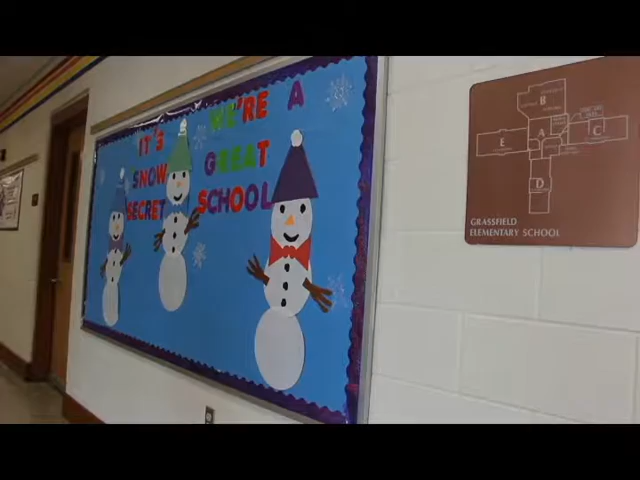 IT'S
SNOW
SECRET
WE'RE A
GREAT
SCHOOL
B
A
C
E
D
GRASSFIELD
ELEMENTARY SCHOOL